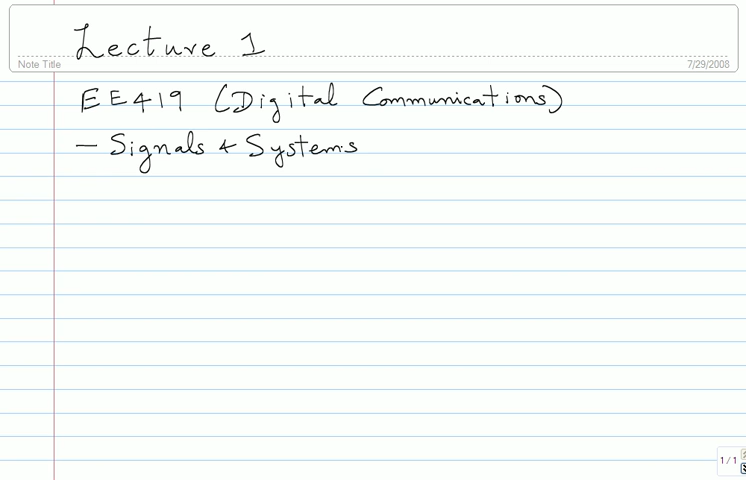 Lecture 1
Note Title
7/29/2008
EE419 (Digital Communications)
— Signals & Systems
1/1